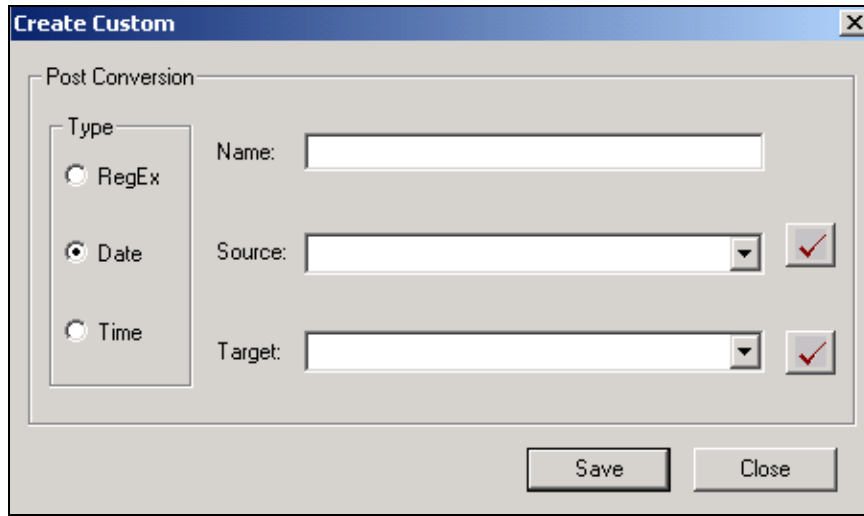 Create Custom
Post Conversion
Type
RegEx
Date
Time
Name:
Source:
Target:
Save
Close